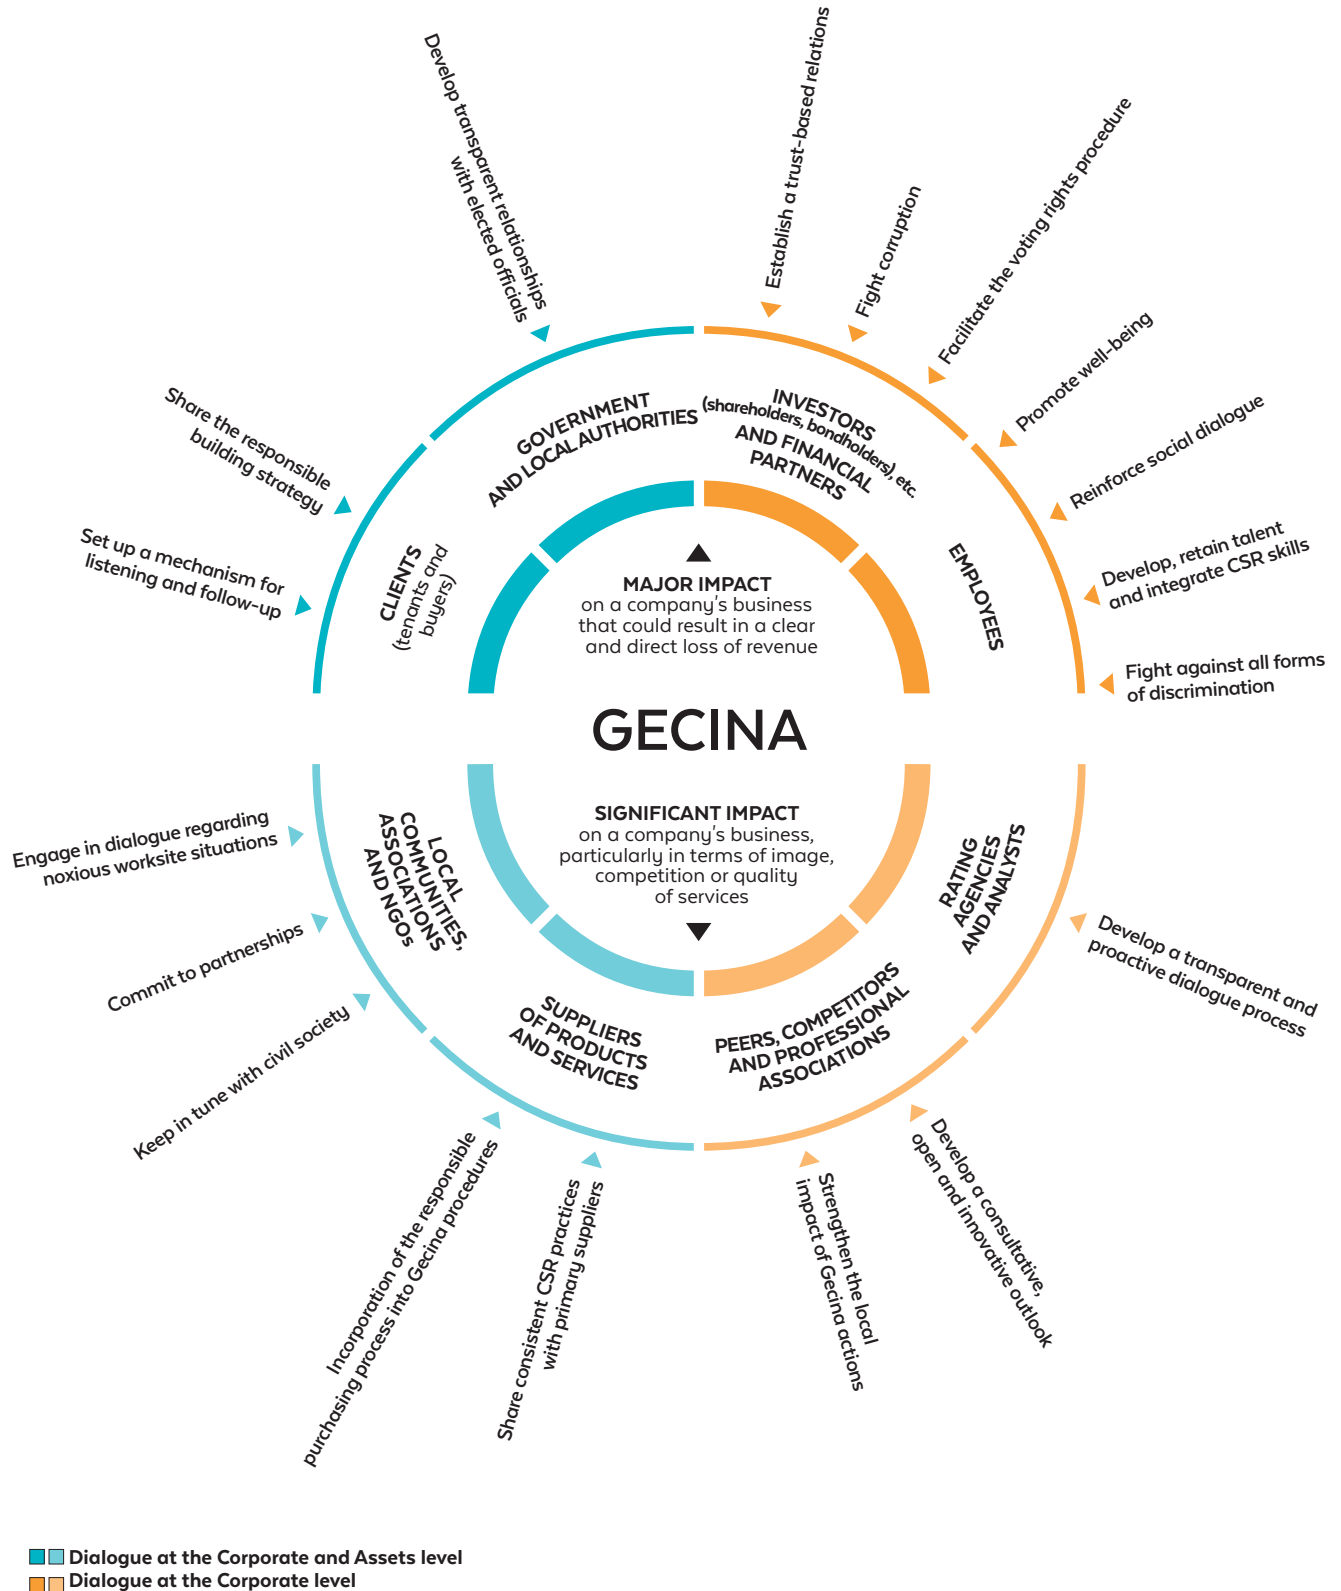 Develop transparent relationships
with elected officials
Establish a trust-based relations
Fight corruption
Facilitate the voting rights procedure
Promote well-being
Reinforce social dialogue
Develop, retain talent
and integrate CSR skills
Fight against all forms
of discrimination
Share the responsible
building strategy
Set up a mechanism for
listening and follow-up
GOVERNMENT
AND LOCAL AUTHORITIES
INVESTORS
(shareholders, bondholders), etc.
AND FINANCIAL
PARTNERS
CLIENTS
(tenants and
buyers)
EMPLOYEES
MAJOR IMPACT
on a company's business
that could result in a clear
and direct loss of revenue
GECINA
SIGNIFICANT IMPACT
on a company's business,
particularly in terms of image,
competition or quality
of services
LOCAL
COMMUNITIES,
ASSOCIATIONS
AND NGOs
RATING
AGENCIES
AND ANALYSTS
SUPPLIERS
OF PRODUCTS
AND SERVICES
PEERS, COMPETITORS
AND PROFESSIONAL
ASSOCIATIONS
Engage in dialogue regarding
noxious worksite situations
Commit to partnerships
Keep in tune with civil society
Incorporation of the responsible
purchasing process into Gecina procedures
Share consistent CSR practices
with primary suppliers
Strengthen the local
impact of Gecina actions
Develop a consultative,
open and innovative outlook
Develop a transparent and
proactive dialogue process
Dialogue at the Corporate and Assets level
Dialogue at the Corporate level